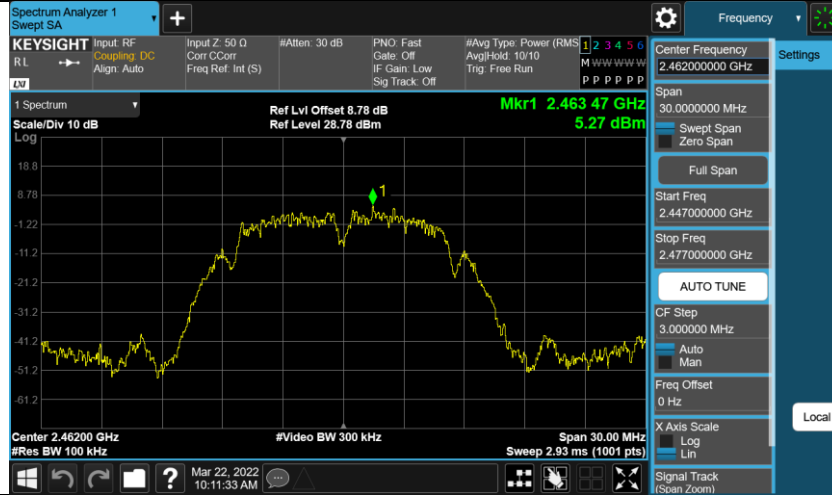 Spectrum Analyzer 1
Swept SA
Frequency
KEYSIGHT
RL
LXI
Input: RF
Coupling: DC
Align: Auto
Input Z: 50 Ω
Corr CCorr
Freq Ref: Int (S)
#Atten: 30 dB
PNO: Fast
Gate: Off
IF Gain: Low
Sig Track: Off
#Avg Type: Power (RMS
Avg|Hold: 10/10
Trig: Free Run
1 2 3 4 5 6
M W W W W W
P P P P P P
1 Spectrum
Scale/Div 10 dB
Log
Ref Lvl Offset 8.78 dB
Ref Level 28.78 dBm
Mkr1 2.463 47 GHz
5.27 dBm
1
18.8
8.78
-1.22
-11.2
-21.2
-31.2
-41.2
-51.2
-61.2
Center 2.46200 GHz
#Res BW 100 kHz
#Video BW 300 kHz
Span 30.00 MHz
Sweep 2.93 ms (1001 pts)
Mar 22, 2022
10:11:33 AM
Center Frequency
2.462000000 GHz
Span
30.0000000 MHz
Swept Span
Zero Span
Full Span
Start Freq
2.447000000 GHz
Stop Freq
2.477000000 GHz
AUTO TUNE
CF Step
3.000000 MHz
Auto
Man
Freq Offset
0 Hz
X Axis Scale
Log
Lin
Signal Track
(Span Zoom)
Settings
Local